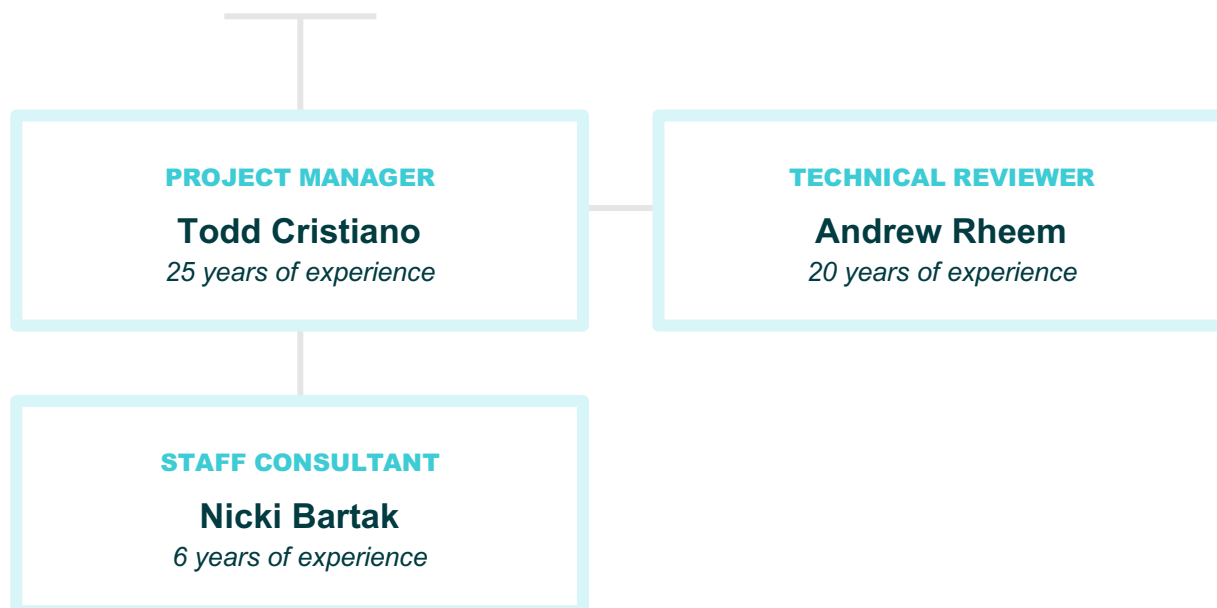 PROJECT MANAGER
Todd Cristiano
25 years of experience
TECHNICAL REVIEWER
Andrew Rheem
20 years of experience
STAFF CONSULTANT
Nicki Bartak
6 years of experience